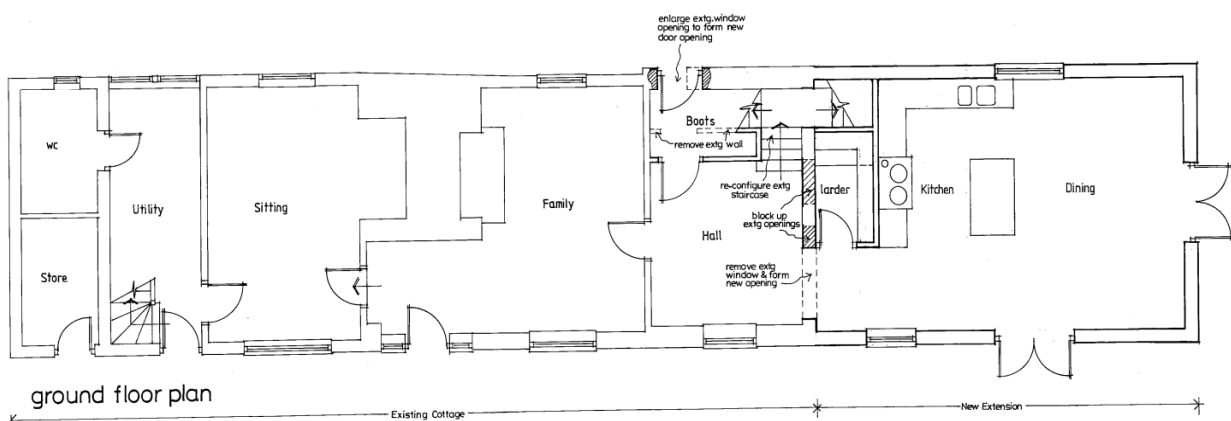 enlarge extg.window
opening to form new
door opening
Boots
remove extg wall
wc
Utility
Sitting
Family
re-configure extg
staircase
larder
Kitchen
Dining
block up
extg openings
Hall
Store
remove extg
window & form
new opening
ground floor plan
Existing Cottage
New Extension